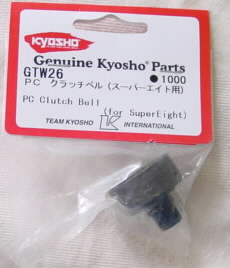 KYOSHO
Genuine Kyosho Parts
GTW26 ●1000
PC クラッチベル (スーパーエイト用)
PC Clutch Bell
(for SuperEight)
TEAM KYOSHO K INTERNATIONAL